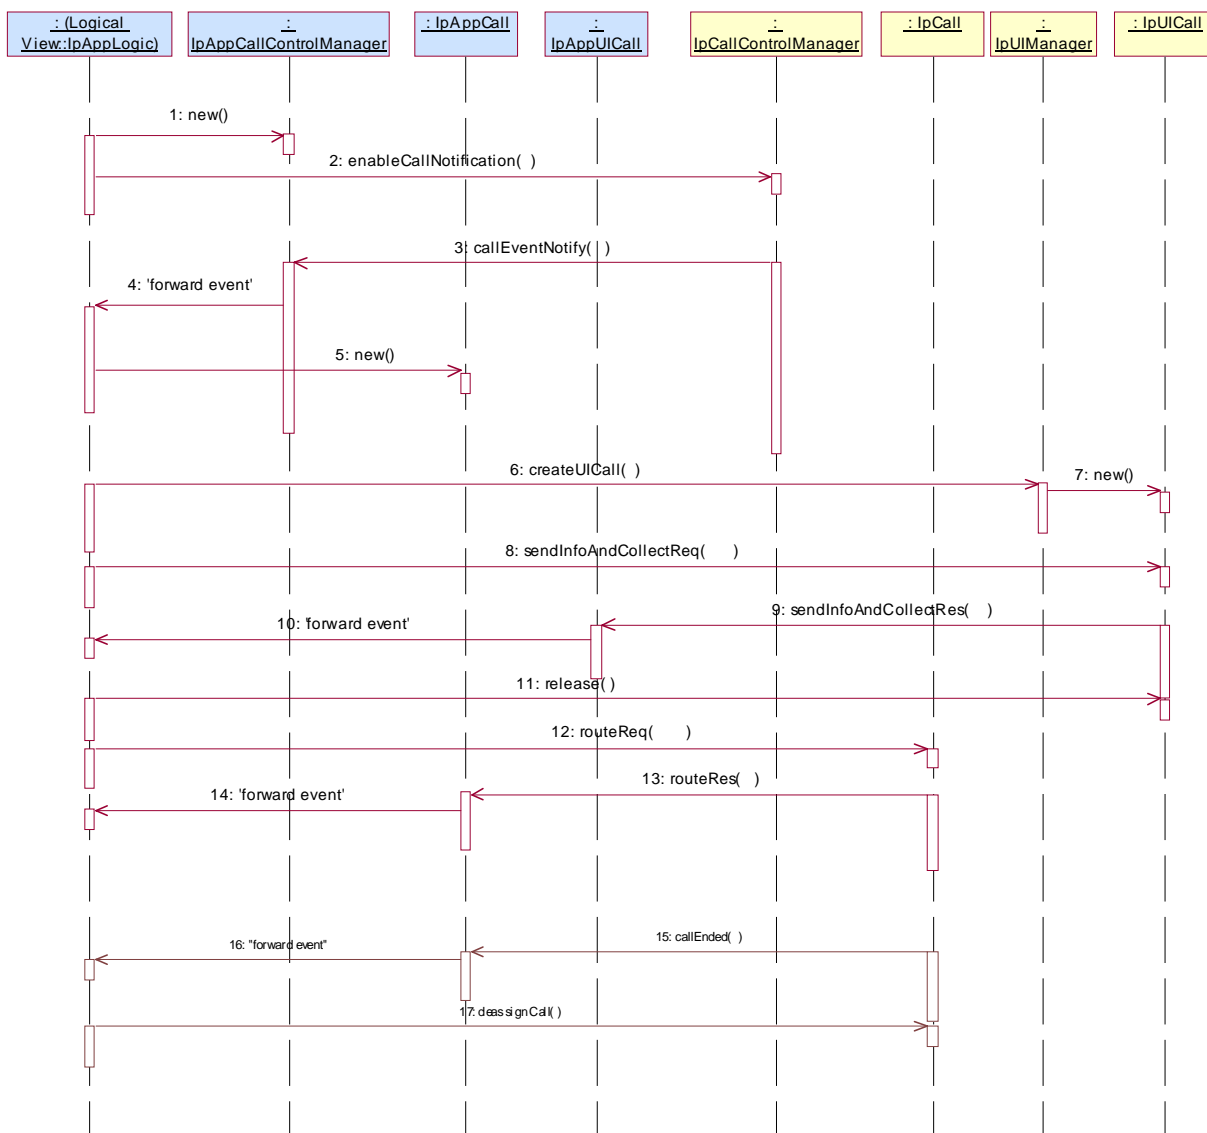 : (Logical
View::IpAppLogic)
:
IpAppCallControlManager
: IpAppCall
:
IpAppUICall
:
IpCallControlManager
: IpCall
:
IpUIManager
: IpUICall
1: new()
2: enableCallNotification( )
3: callEventNotify( )
4: 'forward event'
5: new()
6: createUICall( )
7: new()
8: sendInfoAndCollectReq( )
9: sendInfoAndCollectRes( )
10: 'forward event'
11: release( )
12: routeReq( )
13: routeRes( )
14: 'forward event'
15: callEnded( )
16: "forward event"
17: deassignCall( )